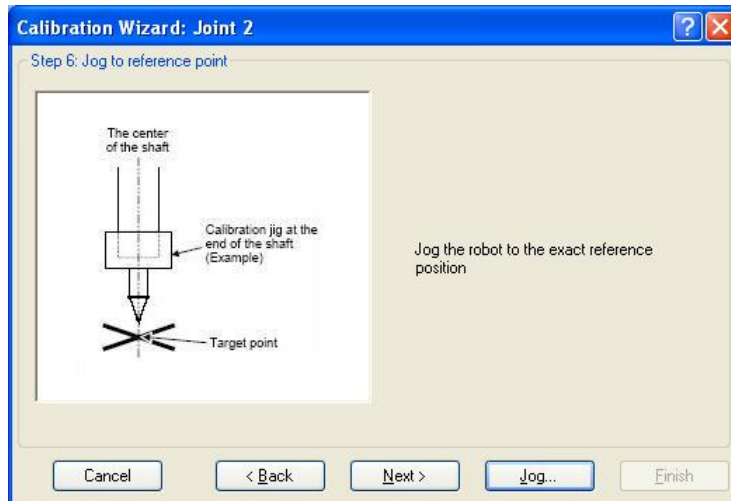 Calibration Wizard: Joint 2
Step 6: Jog to reference point
The center
of the shaft
Calibration jig at the
end of the shaft
(Example)
Target point
Jog the robot to the exact reference
position
Cancel
< Back
Next >
Jog...
Finish